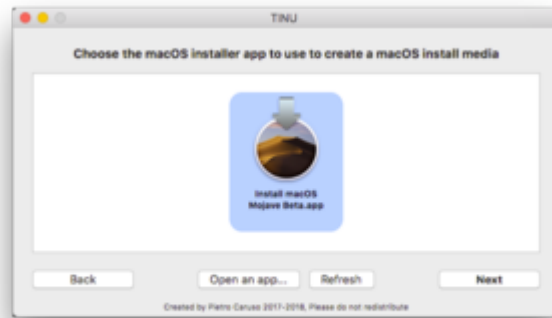 TINU
Choose the macOS installer app to use to create a macOS install media
Install macOS
Mojave Beta.app
Back
Open an app...
Refresh
Next
Created by Pietro Caruso 2017-2018, Please do not redistribute